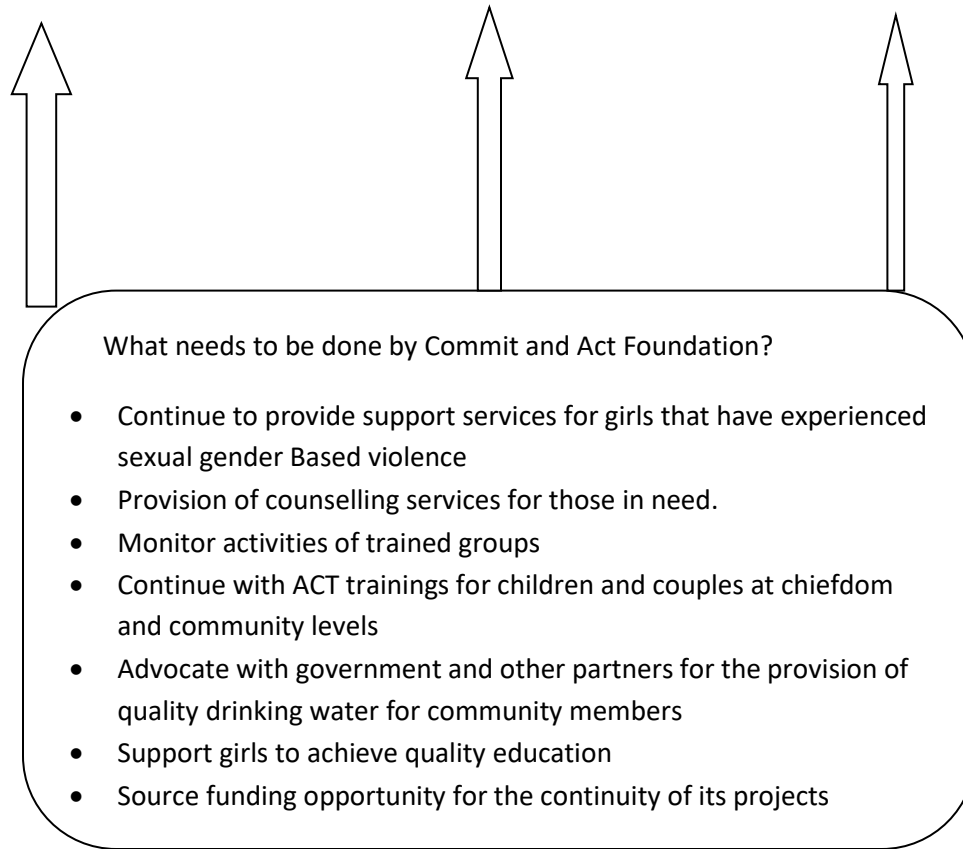 What needs to be done by Commit and Act Foundation?
• Continue to provide support services for girls that have experienced
sexual gender Based violence
• Provision of counselling services for those in need.
• Monitor activities of trained groups
• Continue with ACT trainings for children and couples at chiefdom
and community levels
• Advocate with government and other partners for the provision of
quality drinking water for community members
• Support girls to achieve quality education
• Source funding opportunity for the continuity of its projects